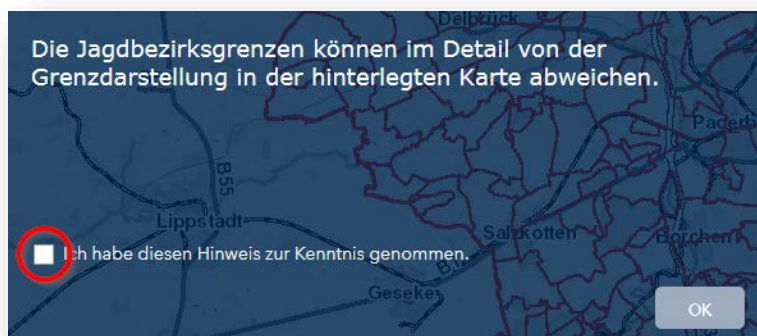 Delbrück
Die Jagdbezirksgrenzen können im Detail von der
Grenzdarstellung in der hinterlegten Karte abweichen.
Paderb
B55
Lippstadt
Salzkotten
Borchen
Ich habe diesen Hinweis zur Kenntnis genommen.
Geseke
OK